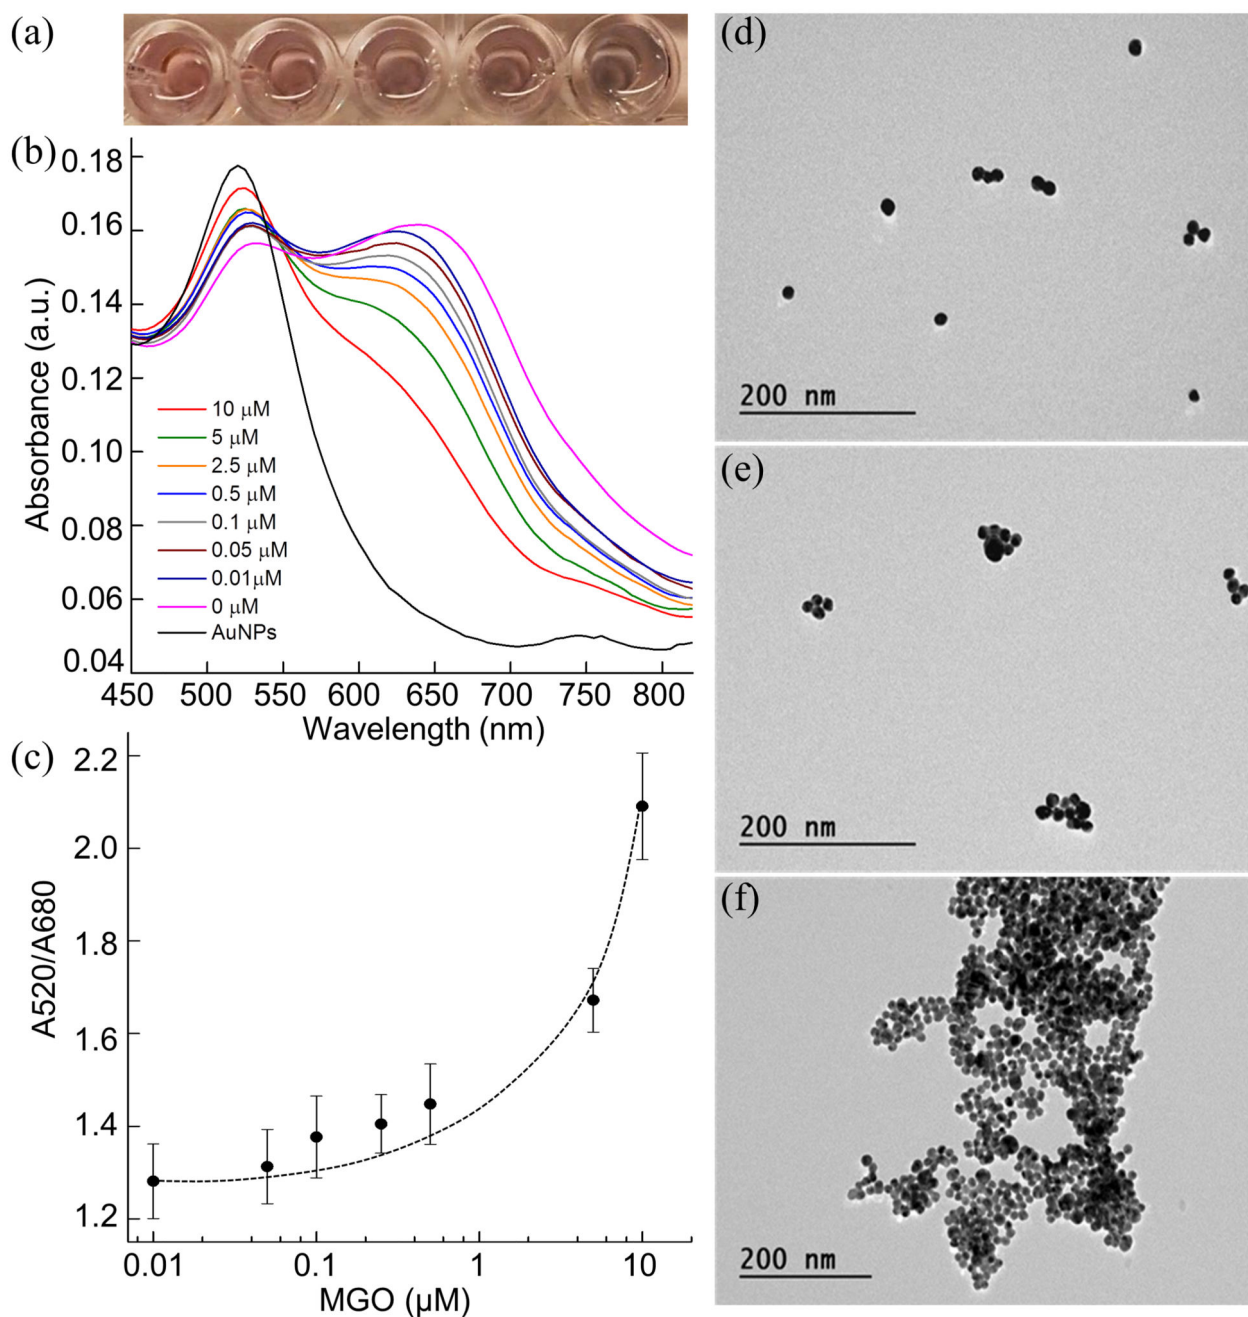 (a)
(b)
0.18
0.16
0.14
0.12
0.10
0.08
0.06
0.04
Absorbance (a.u.)
10 μM
5 μM
2.5 μM
0.5 μM
0.1 μM
0.05 μM
0.01μM
0 μM
AuNPs
450 500 550 600 650 700 750 800
Wavelength (nm)
(c)
2.2
2.0
1.8
1.6
1.4
1.2
A520/A680
0.01 0.1 1 10
MGO (μM)
(d)
200 nm
(e)
200 nm
(f)
200 nm